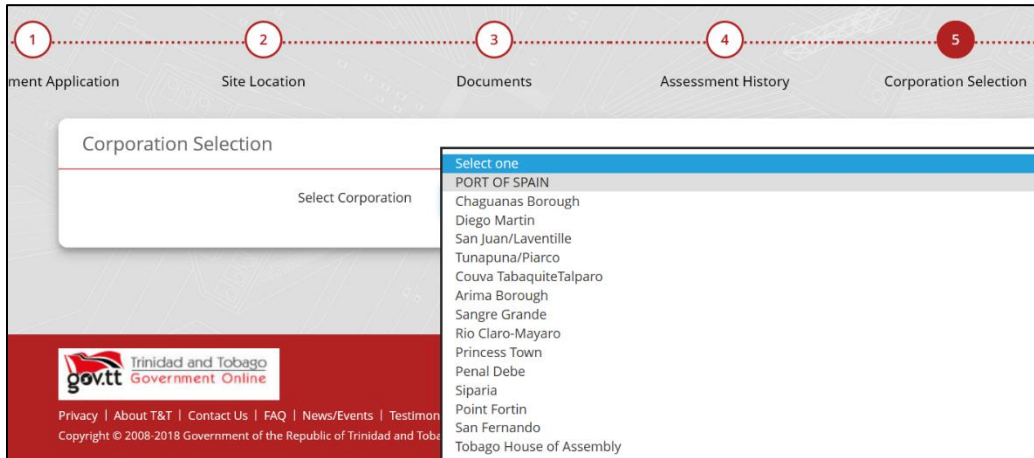 1
2
3
4
5
ment Application
Site Location
Documents
Assessment History
Corporation Selection
Corporation Selection
Select Corporation
Select one
PORT OF SPAIN
Chaguanas Borough
Diego Martin
San Juan/Laventille
Tunapuna/Piarco
Couva TabaquiteTalparo
Arima Borough
Sangre Grande
Rio Claro-Mayaro
Princess Town
Penal Debe
Siparia
Point Fortin
San Fernando
Tobago House of Assembly
gov.tt
Trinidad and Tobago
Government Online
Privacy | About T&T | Contact Us | FAQ | News/Events | Testimon
Copyright © 2008-2018 Government of the Republic of Trinidad and Toba